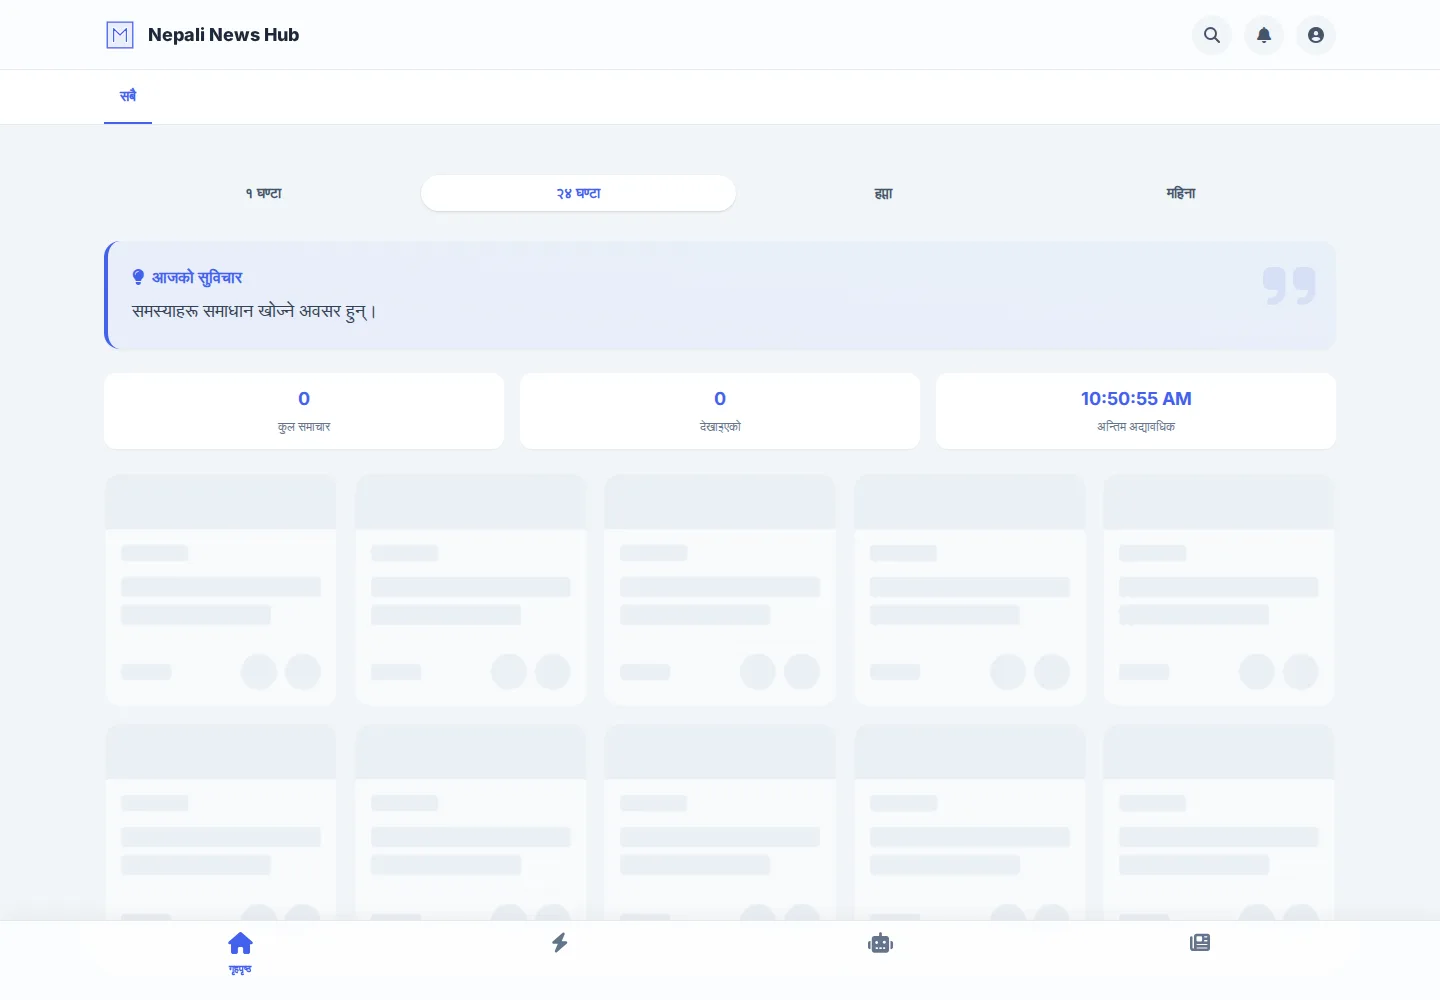 Nepali News Hub
सबै
१ घण्टा
२४ घण्टा
हप्ता
महिना
आजको सुविचार
समस्याहरू समाधान खोज्ने अवसर हुन्।
0
0
10:50:55 AM
कुल समाचार
देखाइएको
अन्तिम अद्यावधिक
गृहपृष्ठ